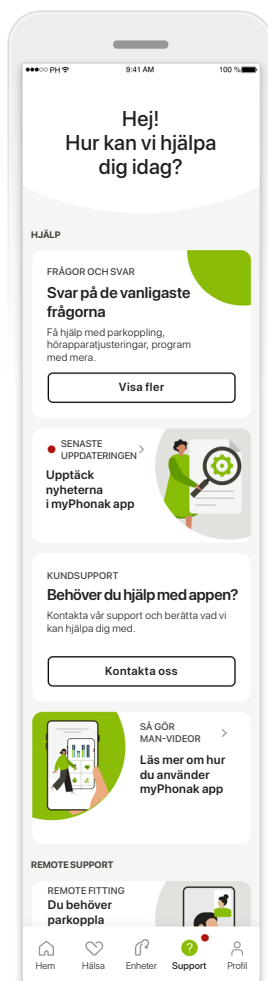 PH
9:41 AM
100 %
Hej!
Hur kan vi hjälpa
dig idag?
HJÄLP
FRÅGOR OCH SVAR
Svar på de vanligaste
frågorna
Få hjälp med parkoppling,
hörapparatjusteringar, program
med mera.
Visa fler
SENASTE
UPPDATERINGEN
Upptäck
nyheterna
i myPhonak app
KUNDSUPPORT
Behöver du hjälp med appen?
Kontakta vår support och berätta vad vi
kan hjälpa dig med.
Kontakta oss
SÅ GÖR
MAN-VIDEOR
Läs mer om hur
du använder
myPhonak app
REMOTE SUPPORT
REMOTE FITTING
Du behöver
parkoppla
Hem
Hälsa
Enheter
Support
Profil